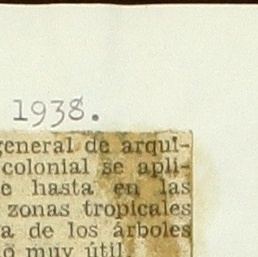 1938.
general de arqui-
colonial se apli-
e hasta en las
zonas tropicales
a de los árboles
o muy útil.